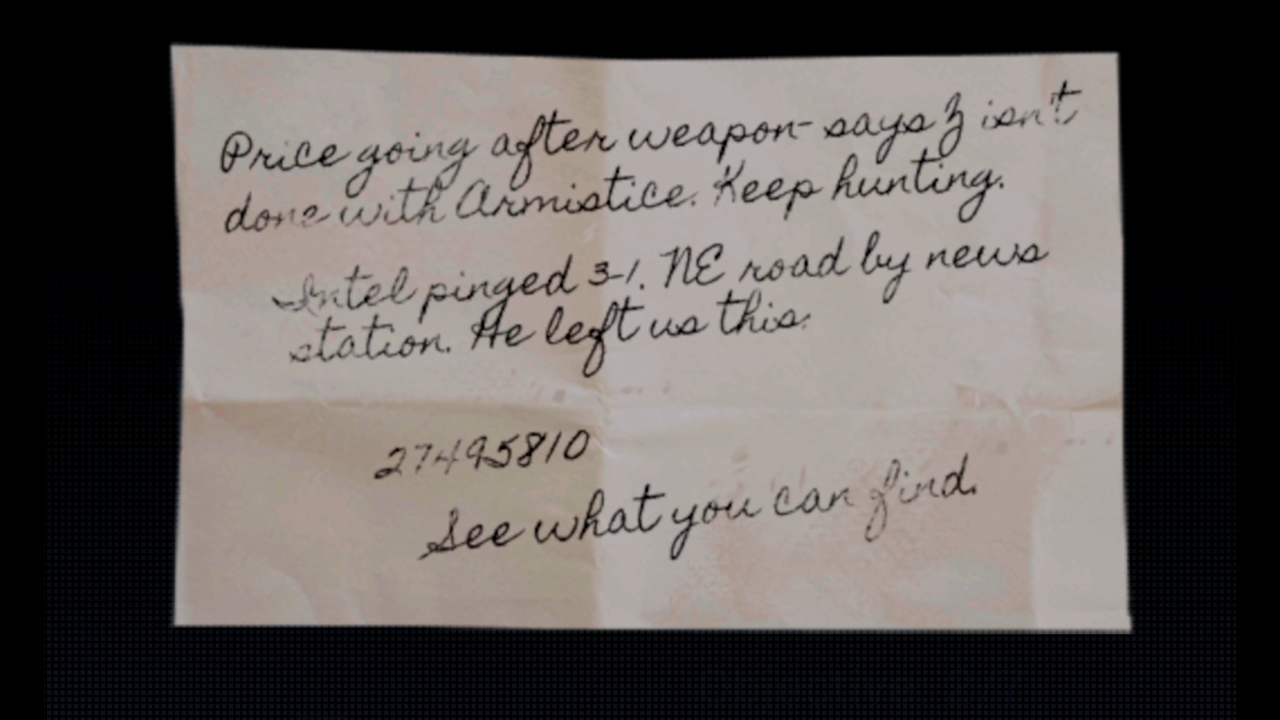 Price going after weapon- says Z isn't
done with Armistice. Keep hunting.
Intel pinged 3-1. NE road by news
station. He left us this:
27495810
See what you can find.